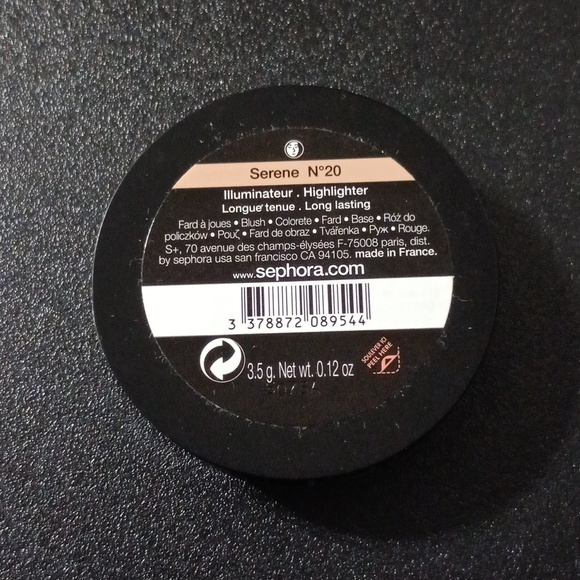 Serene N°20
Illuminateur . Highlighter
Longue tenue . Long lasting
Fard à joues • Blush • Colorete • Fard • Base • Róż do
policzków • Ρουζ • Fard de obraz • Tvářenka • Руж • Rouge.
S+, 70 avenue des champs-élysées F-75008 paris, dist.
by sephora usa san francisco CA 94105. made in France.
www.sephora.com
3 378872 089544
3.5 g. Net wt. 0.12 oz
SOULEVER ICI
PEEL HERE